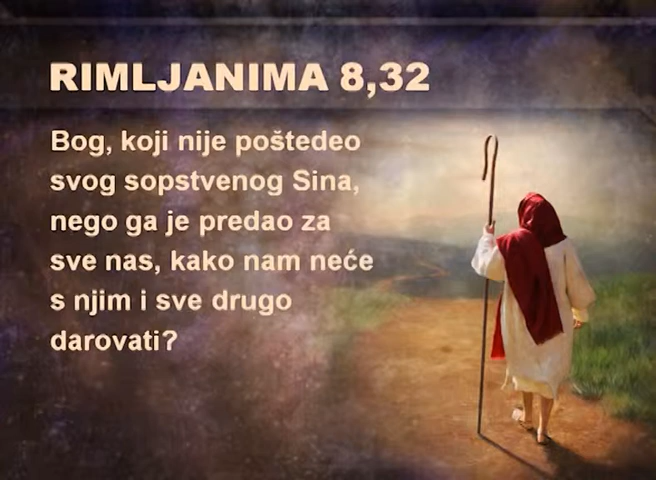 RIMLJANIMA 8,32
Bog, koji nije poštedeo
svog sopstvenog Sina,
nego ga je predao za
sve nas, kako nam neće
s njim i sve drugo
darovati?